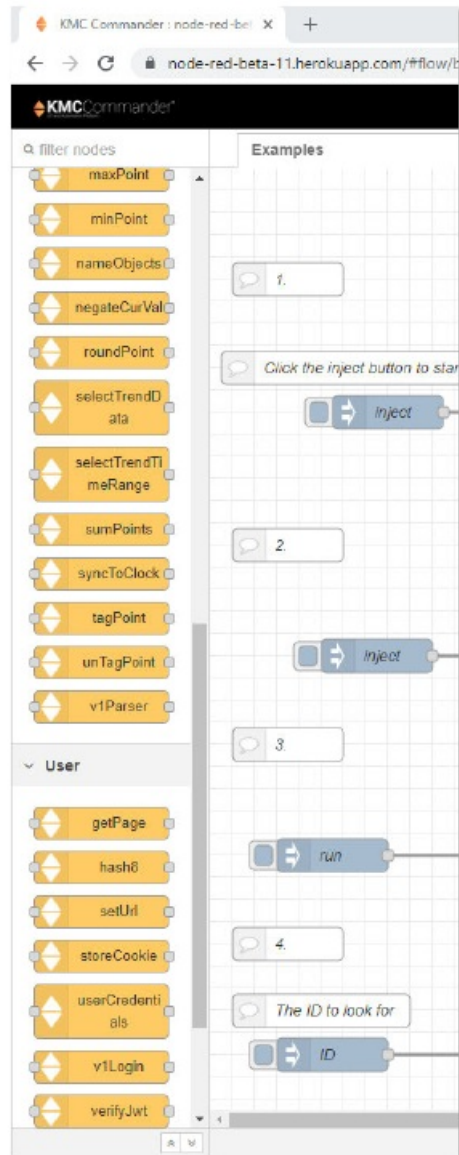 KMC Commander : node-red-bet
node-red-beta-11.herokuapp.com/#flow/b
KMCCommander
filter nodes
Examples
maxPoint
minPoint
nameObjects
negateCurVal
roundPoint
selectTrendD
ata
selectTrendTi
meRange
sumPoints
syncToClock
tagPoint
unTagPoint
v1Parser
User
getPage
hash8
setUrl
storeCookie
userCredenti
als
v1Login
verifyJwt
1.
Click the inject button to star
Inject
2.
Inject
3.
run
4.
The ID to look for
ID